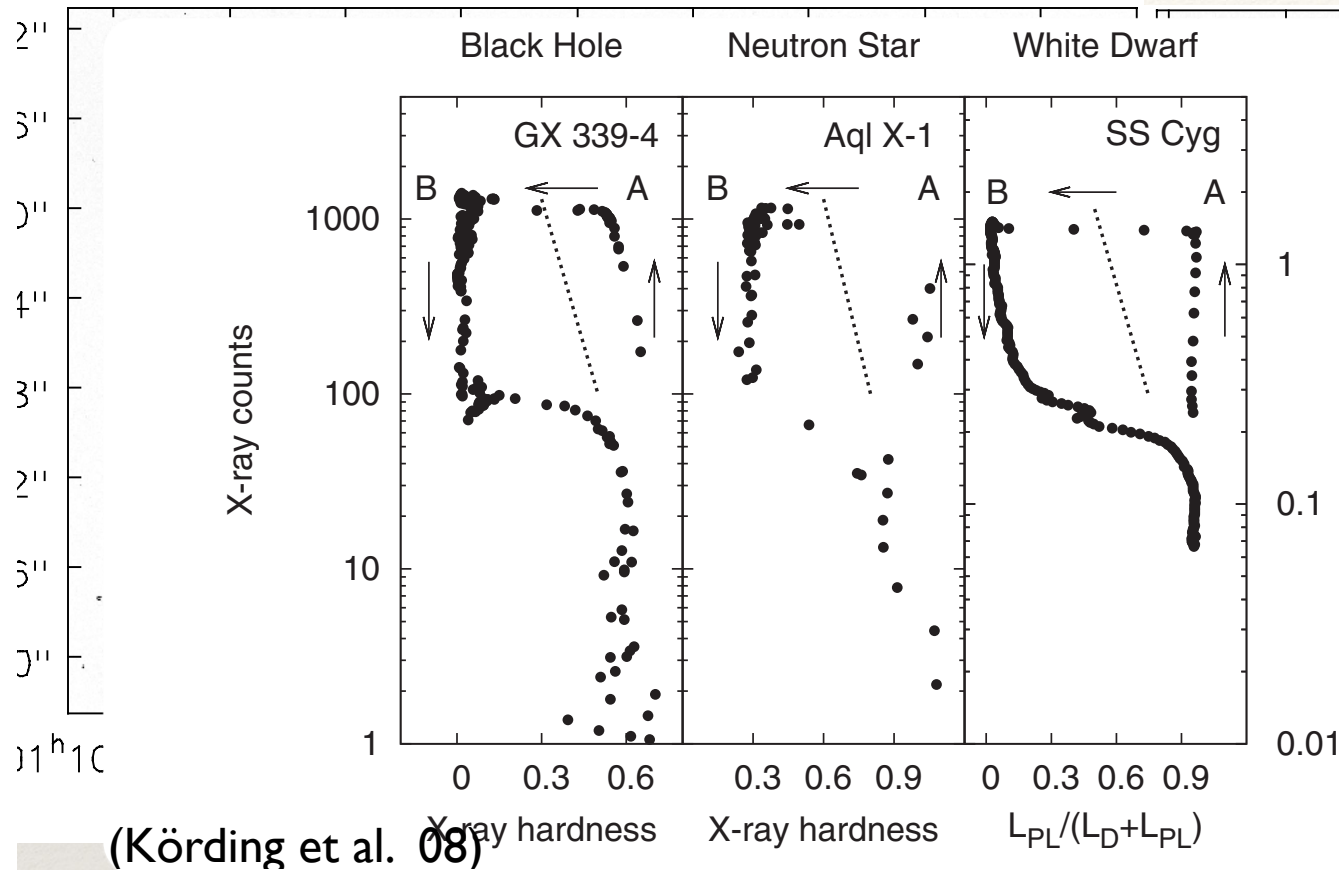 Black Hole Neutron Star White Dwarf
GX 339-4 Aql X-1 SS Cyg
B A B A B A
X-ray counts
1000
100
10
1
1
0.1
0.01
0 0.3 0.6 0.3 0.6 0.9 0 0.3 0.6 0.9
X-ray hardness X-ray hardness L_PL/(L_D+L_PL)
(Körding et al. 08)